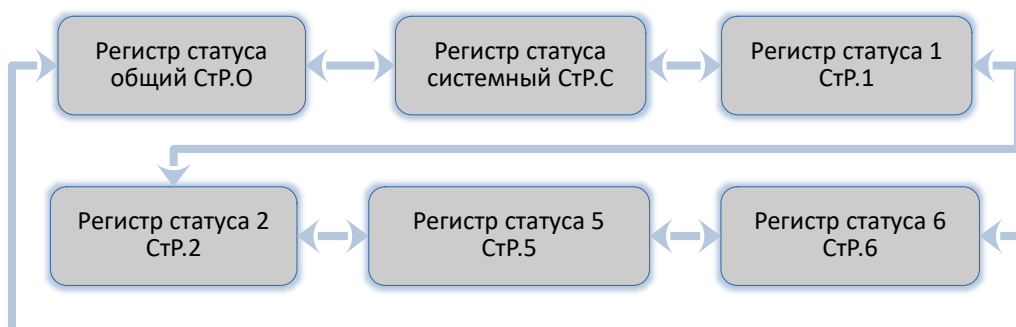 Регистр статуса
общий СтР.О
Регистр статуса
системный СтР.С
Регистр статуса 1
СтР.1
Регистр статуса 2
СтР.2
Регистр статуса 5
СтР.5
Регистр статуса 6
СтР.6